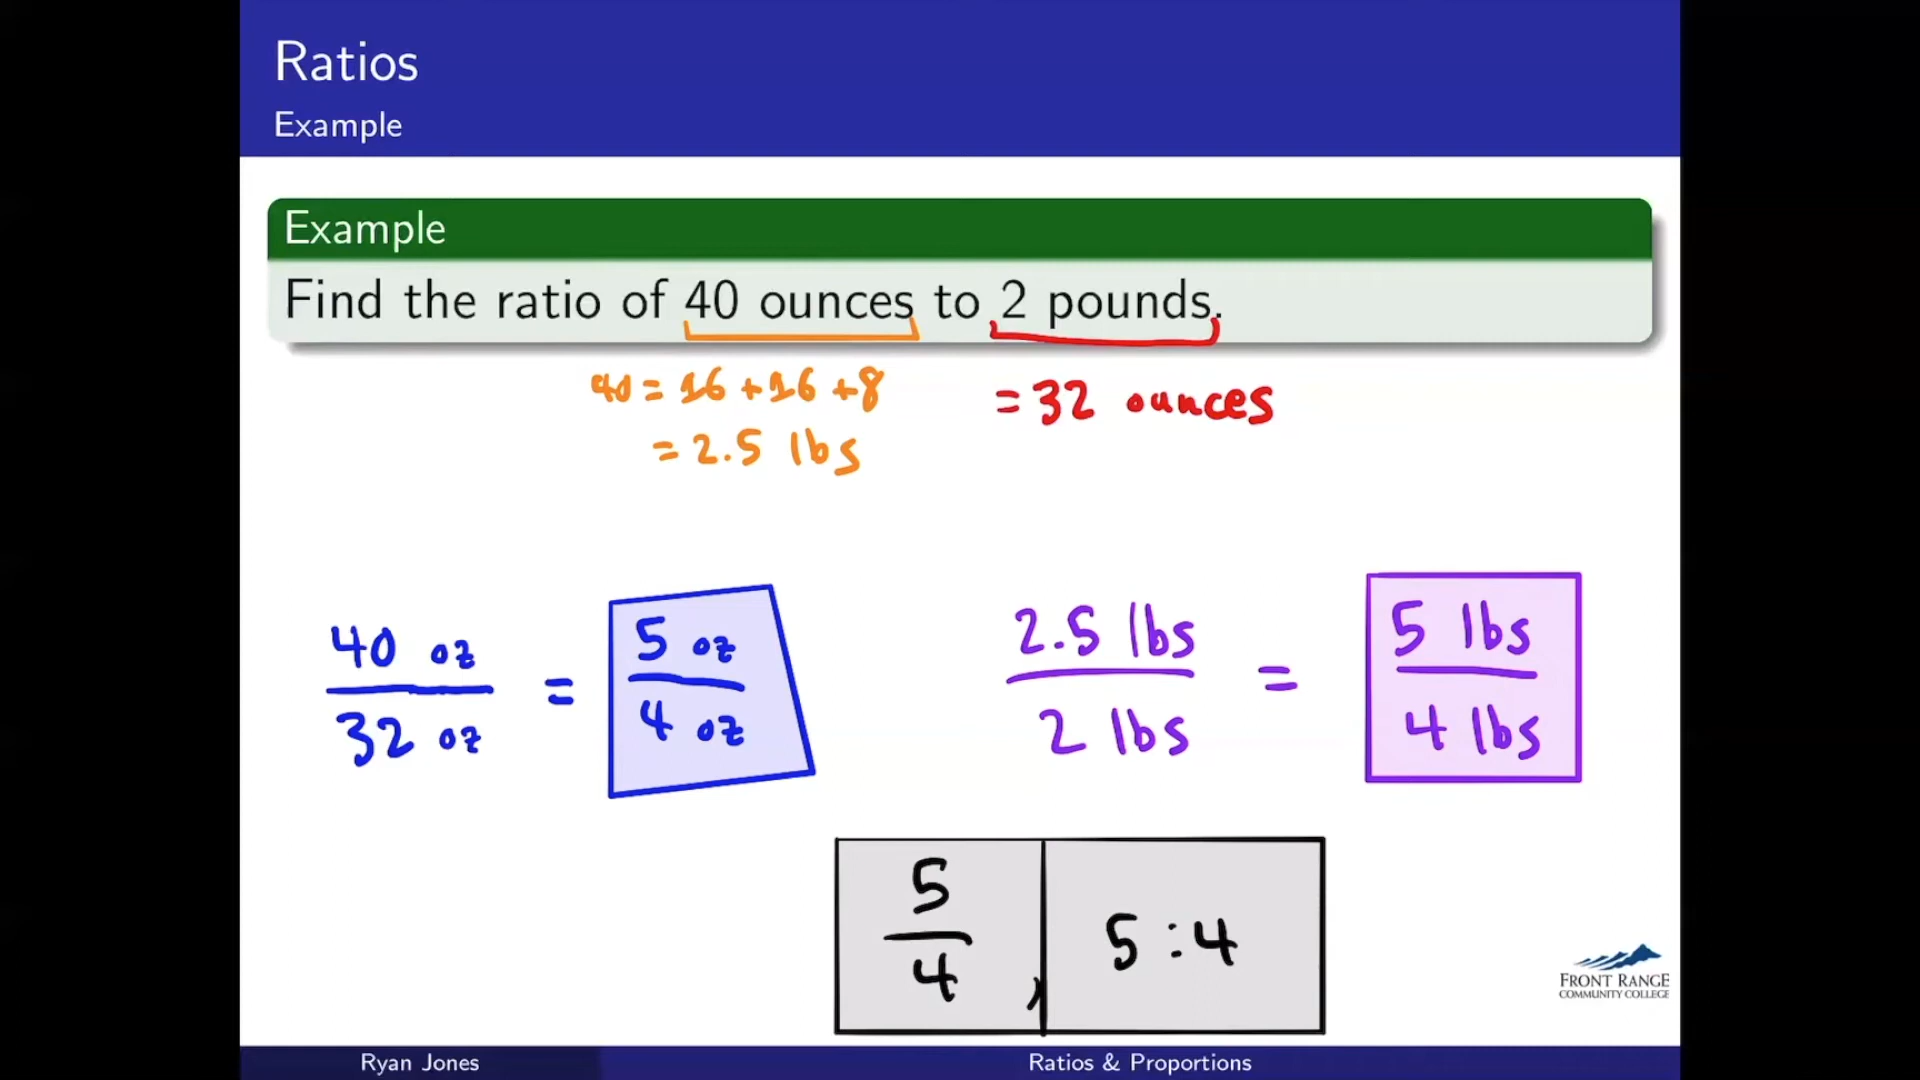 Ratios
Example
Example
Find the ratio of 40 ounces to 2 pounds.
40 = 16 + 16 + 8
= 2.5 lbs
= 32 ounces
40 oz
32 oz
=
5 oz
4 oz
2.5 lbs
2 lbs
=
5 lbs
4 lbs
5
4
,
5 : 4
FRONT RANGE
COMMUNITY COLLEGE
Ryan Jones
Ratios & Proportions